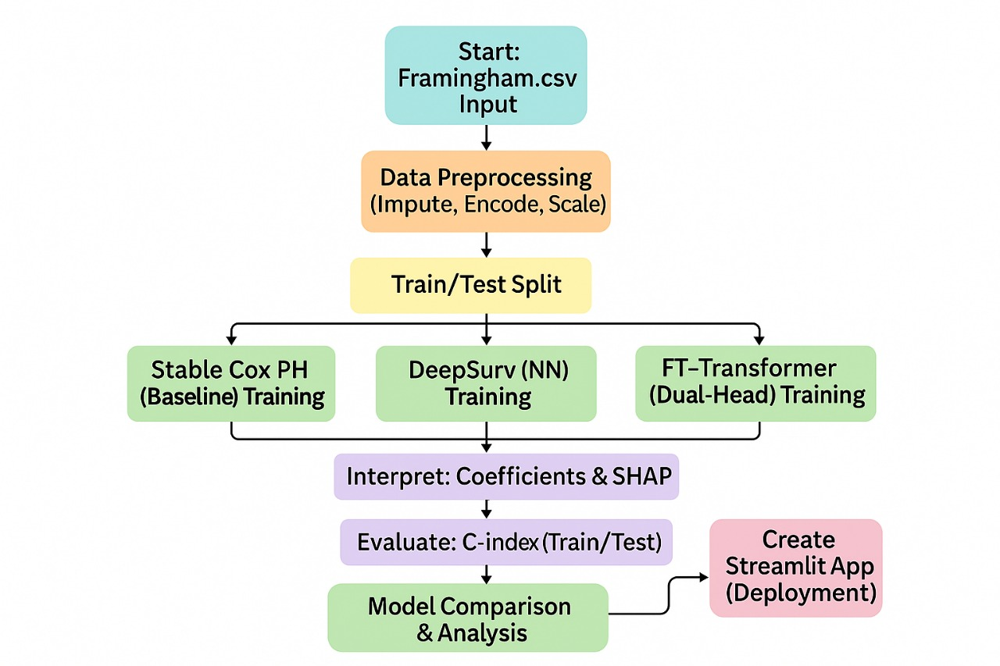 Start:
Framingham.csv
Input
Data Preprocessing
(Impute, Encode, Scale)
Train/Test Split
Stable Cox PH
(Baseline) Training
DeepSurv (NN)
Training
FT–Transformer
(Dual-Head) Training
Interpret: Coefficients & SHAP
Evaluate: C-index (Train/Test)
Model Comparison
& Analysis
Create
Streamlit App
(Deployment)